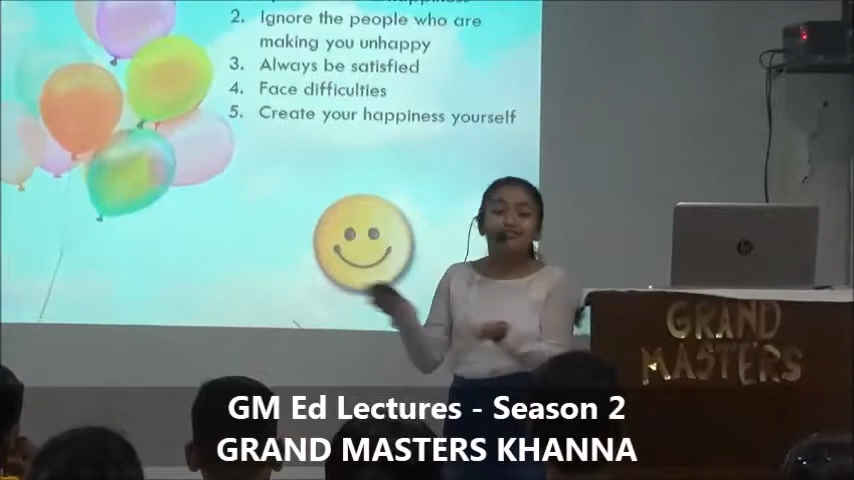 2. Ignore the people who are
making you unhappy
3. Always be satisfied
4. Face difficulties
5. Create your happiness yourself
hp
GRAND
MASTERS
GM Ed Lectures - Season 2
GRAND MASTERS KHANNA